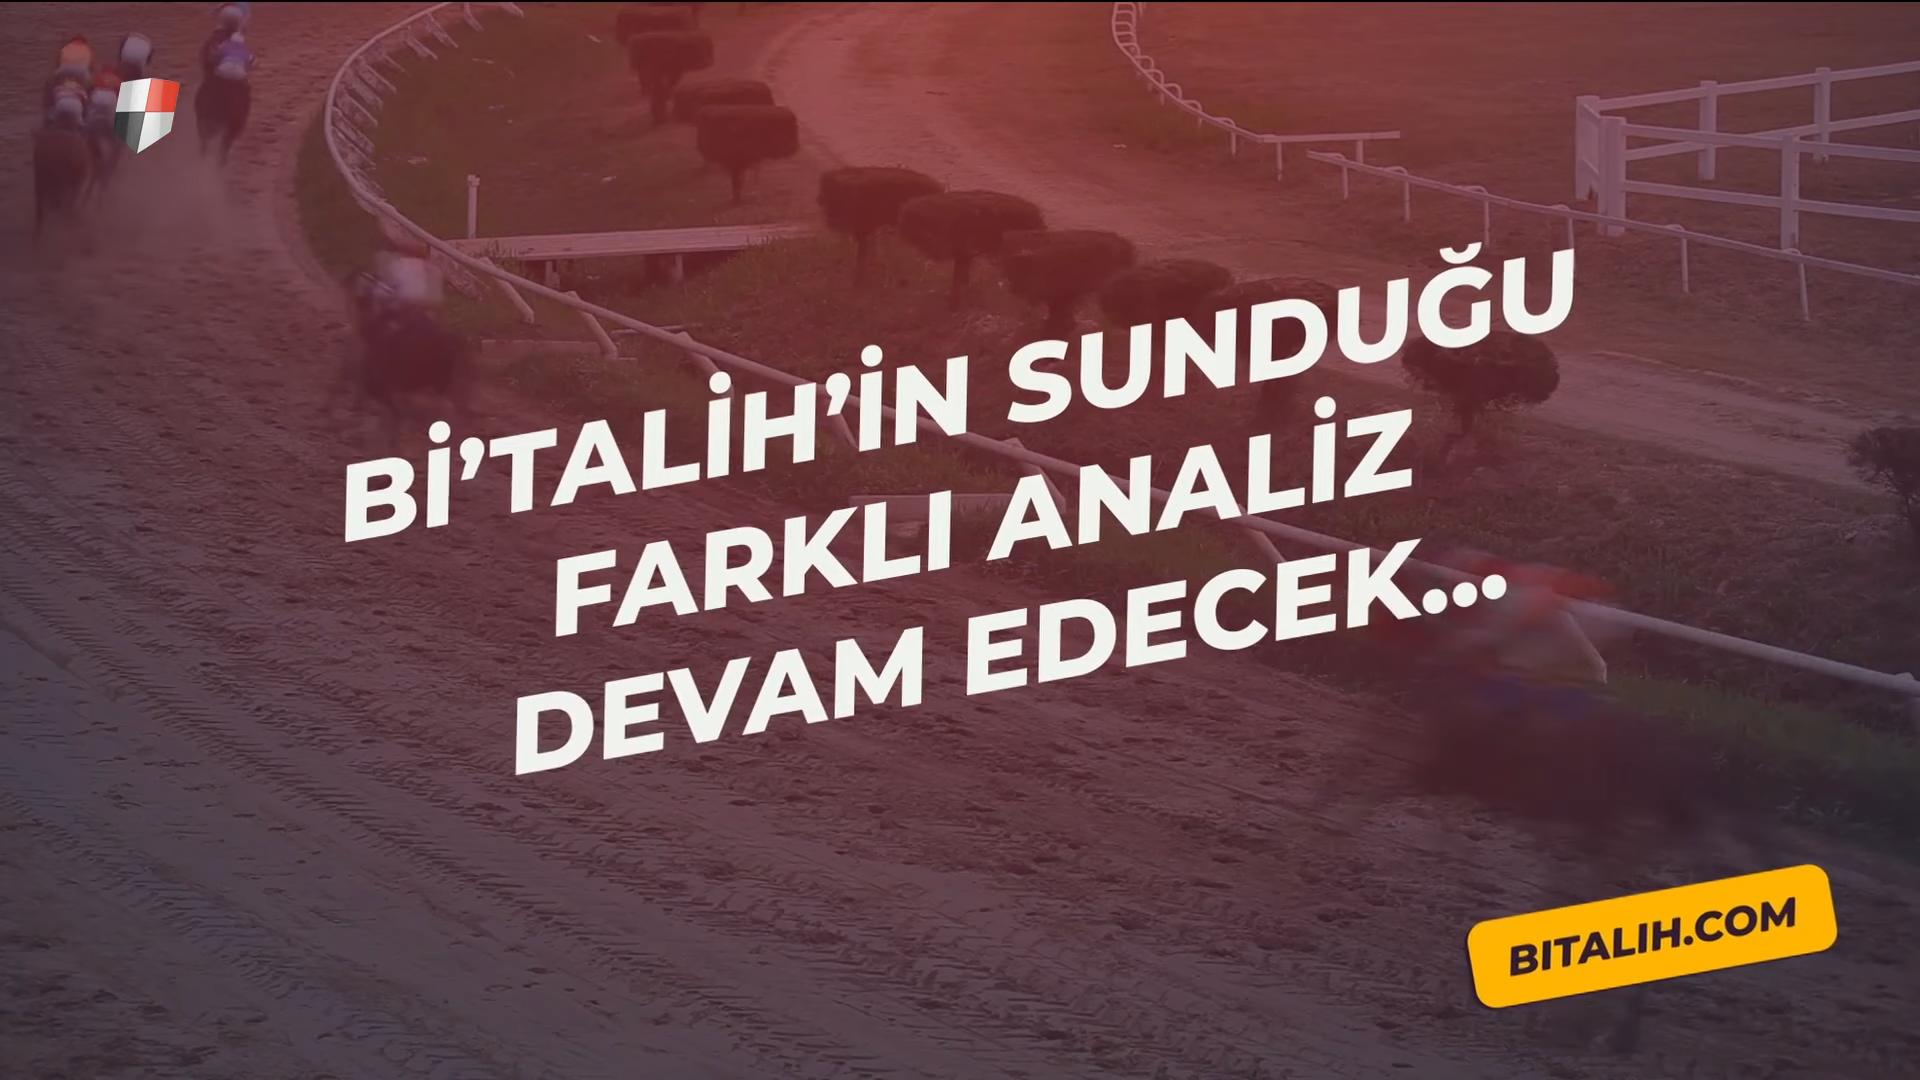 Bİ’TALİH’İN SUNDUĞU
FARKLI ANALİZ
DEVAM EDECEK...
BITALIH.COM